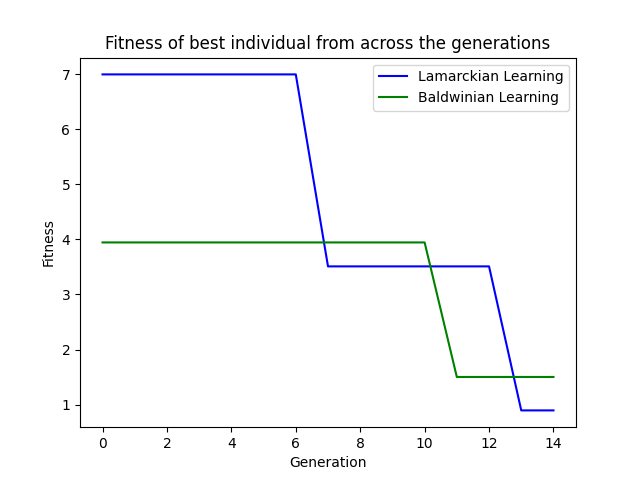 Fitness of best individual from across the generations
Lamarckian Learning
Baldwinian Learning
7
6
5
4
3
2
1
Fitness
0 2 4 6 8 10 12 14
Generation